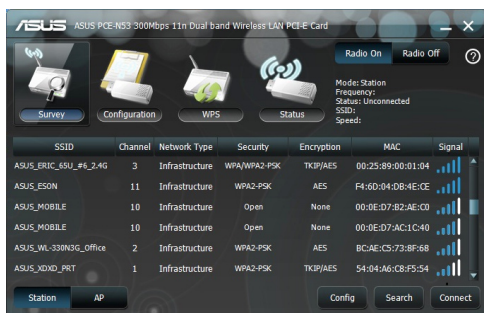 ASUS ASUS PCE-N53 300Mbps 11n Dual band Wireless LAN PCI-E Card
Radio On Radio Off
Mode: Station
Frequency:
Status: Unconnected
SSID:
Speed:
Survey Configuration WPS Status
SSID Channel Network Type Security Encryption MAC Signal
ASUS_ERIC_65U_#6_2.4G 3 Infrastructure WPA/WPA2-PSK TKIP/AES 00:25:89:00:01:04
ASUS_ESON 11 Infrastructure WPA2-PSK AES F4:6D:04:DB:4E:CE
ASUS_MOBILE 10 Infrastructure Open None 00:0E:D7:B2:AE:C0
ASUS_MOBILE 10 Infrastructure Open None 00:0E:D7:AC:1C:40
ASUS_WL-330N3G_Office 2 Infrastructure WPA2-PSK AES BC:AE:C5:73:BF:68
ASUS_XDXD_PRT 1 Infrastructure WPA2-PSK TKIP/AES 54:04:A6:C8:F5:54
Station AP Config Search Connect